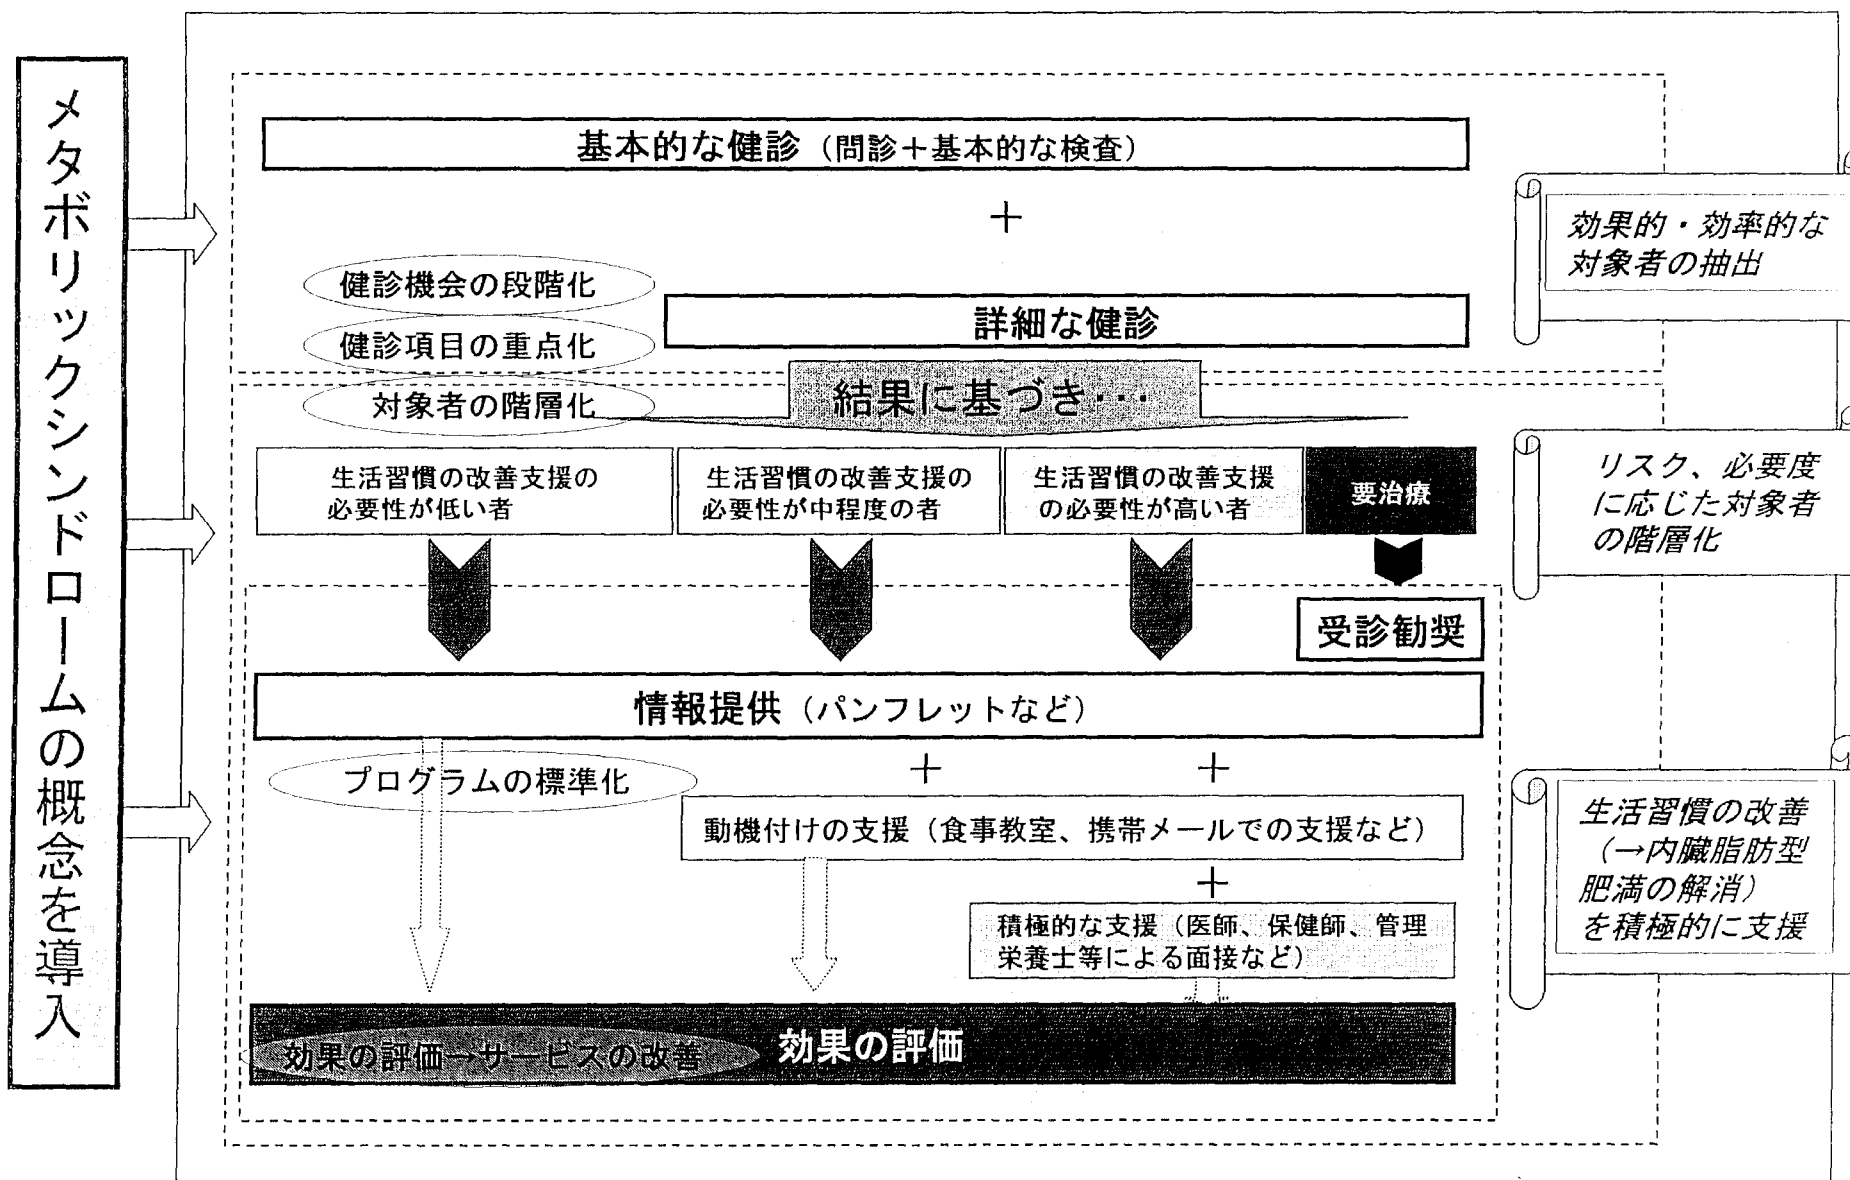 メタボリックシンドロームの概念を導入
基本的な健診（問診＋基本的な検査）
＋
健診機会の段階化
健診項目の重点化
対象者の階層化
詳細な健診
結果に基づき・・・
効果的・効率的な
対象者の抽出
生活習慣の改善支援の
必要性が低い者
生活習慣の改善支援の
必要性が中程度の者
生活習慣の改善支援
の必要性が高い者
要治療
リスク、必要度
に応じた対象者
の階層化
受診勧奨
情報提供（パンフレットなど）
プログラムの標準化
＋
＋
動機付けの支援（食事教室、携帯メールでの支援など）
＋
積極的な支援（医師、保健師、管理
栄養士等による面接など）
生活習慣の改善
（→内臓脂肪型
肥満の解消）
を積極的に支援
効果の評価→サービスの改善
効果の評価